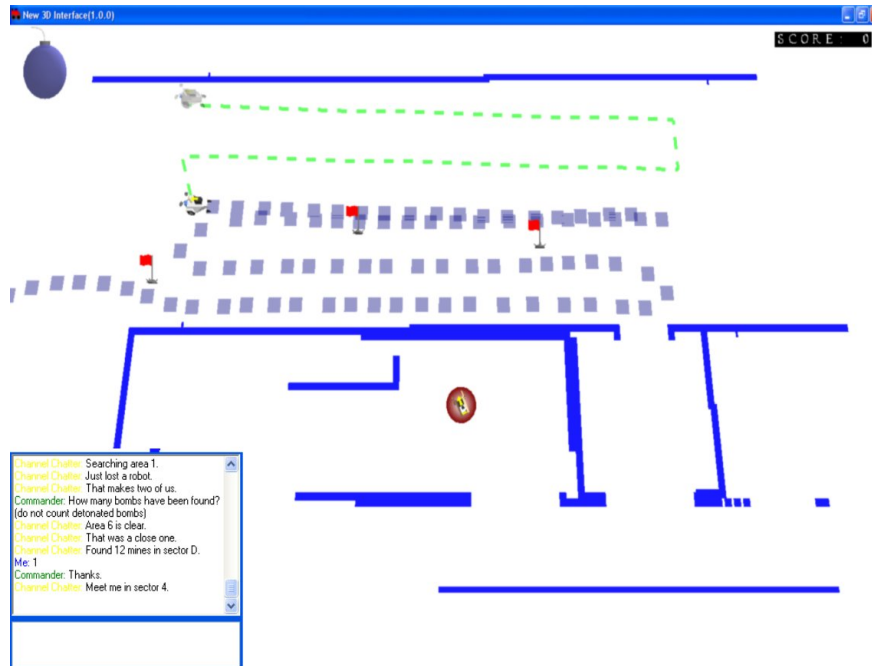 New 3D Interface(1.0.0)
SCORE: 0
Channel Chatter: Searching area 1.
Channel Chatter: Just lost a robot.
Channel Chatter: That makes two of us.
Commander: How many bombs have been found?
(do not count detonated bombs)
Channel Chatter: Area 6 is clear.
Channel Chatter: That was a close one.
Channel Chatter: Found 12 mines in sector D.
Me: 1
Commander: Thanks.
Channel Chatter: Meet me in sector 4.